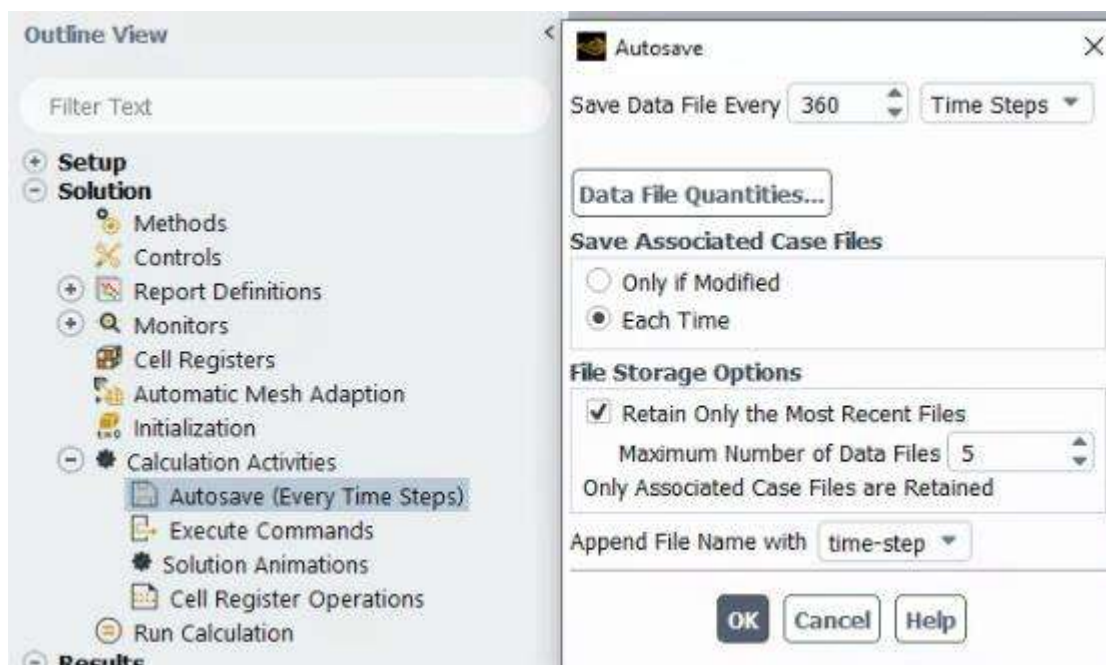 Outline View
Filter Text
Setup
Solution
Methods
Controls
Report Definitions
Monitors
Cell Registers
Automatic Mesh Adaption
Initialization
Calculation Activities
Autosave (Every Time Steps)
Execute Commands
Solution Animations
Cell Register Operations
Run Calculation
Results
Autosave
Save Data File Every 360 Time Steps
Data File Quantities...
Save Associated Case Files
Only if Modified
Each Time
File Storage Options
Retain Only the Most Recent Files
Maximum Number of Data Files 5
Only Associated Case Files are Retained
Append File Name with time-step
OK Cancel Help